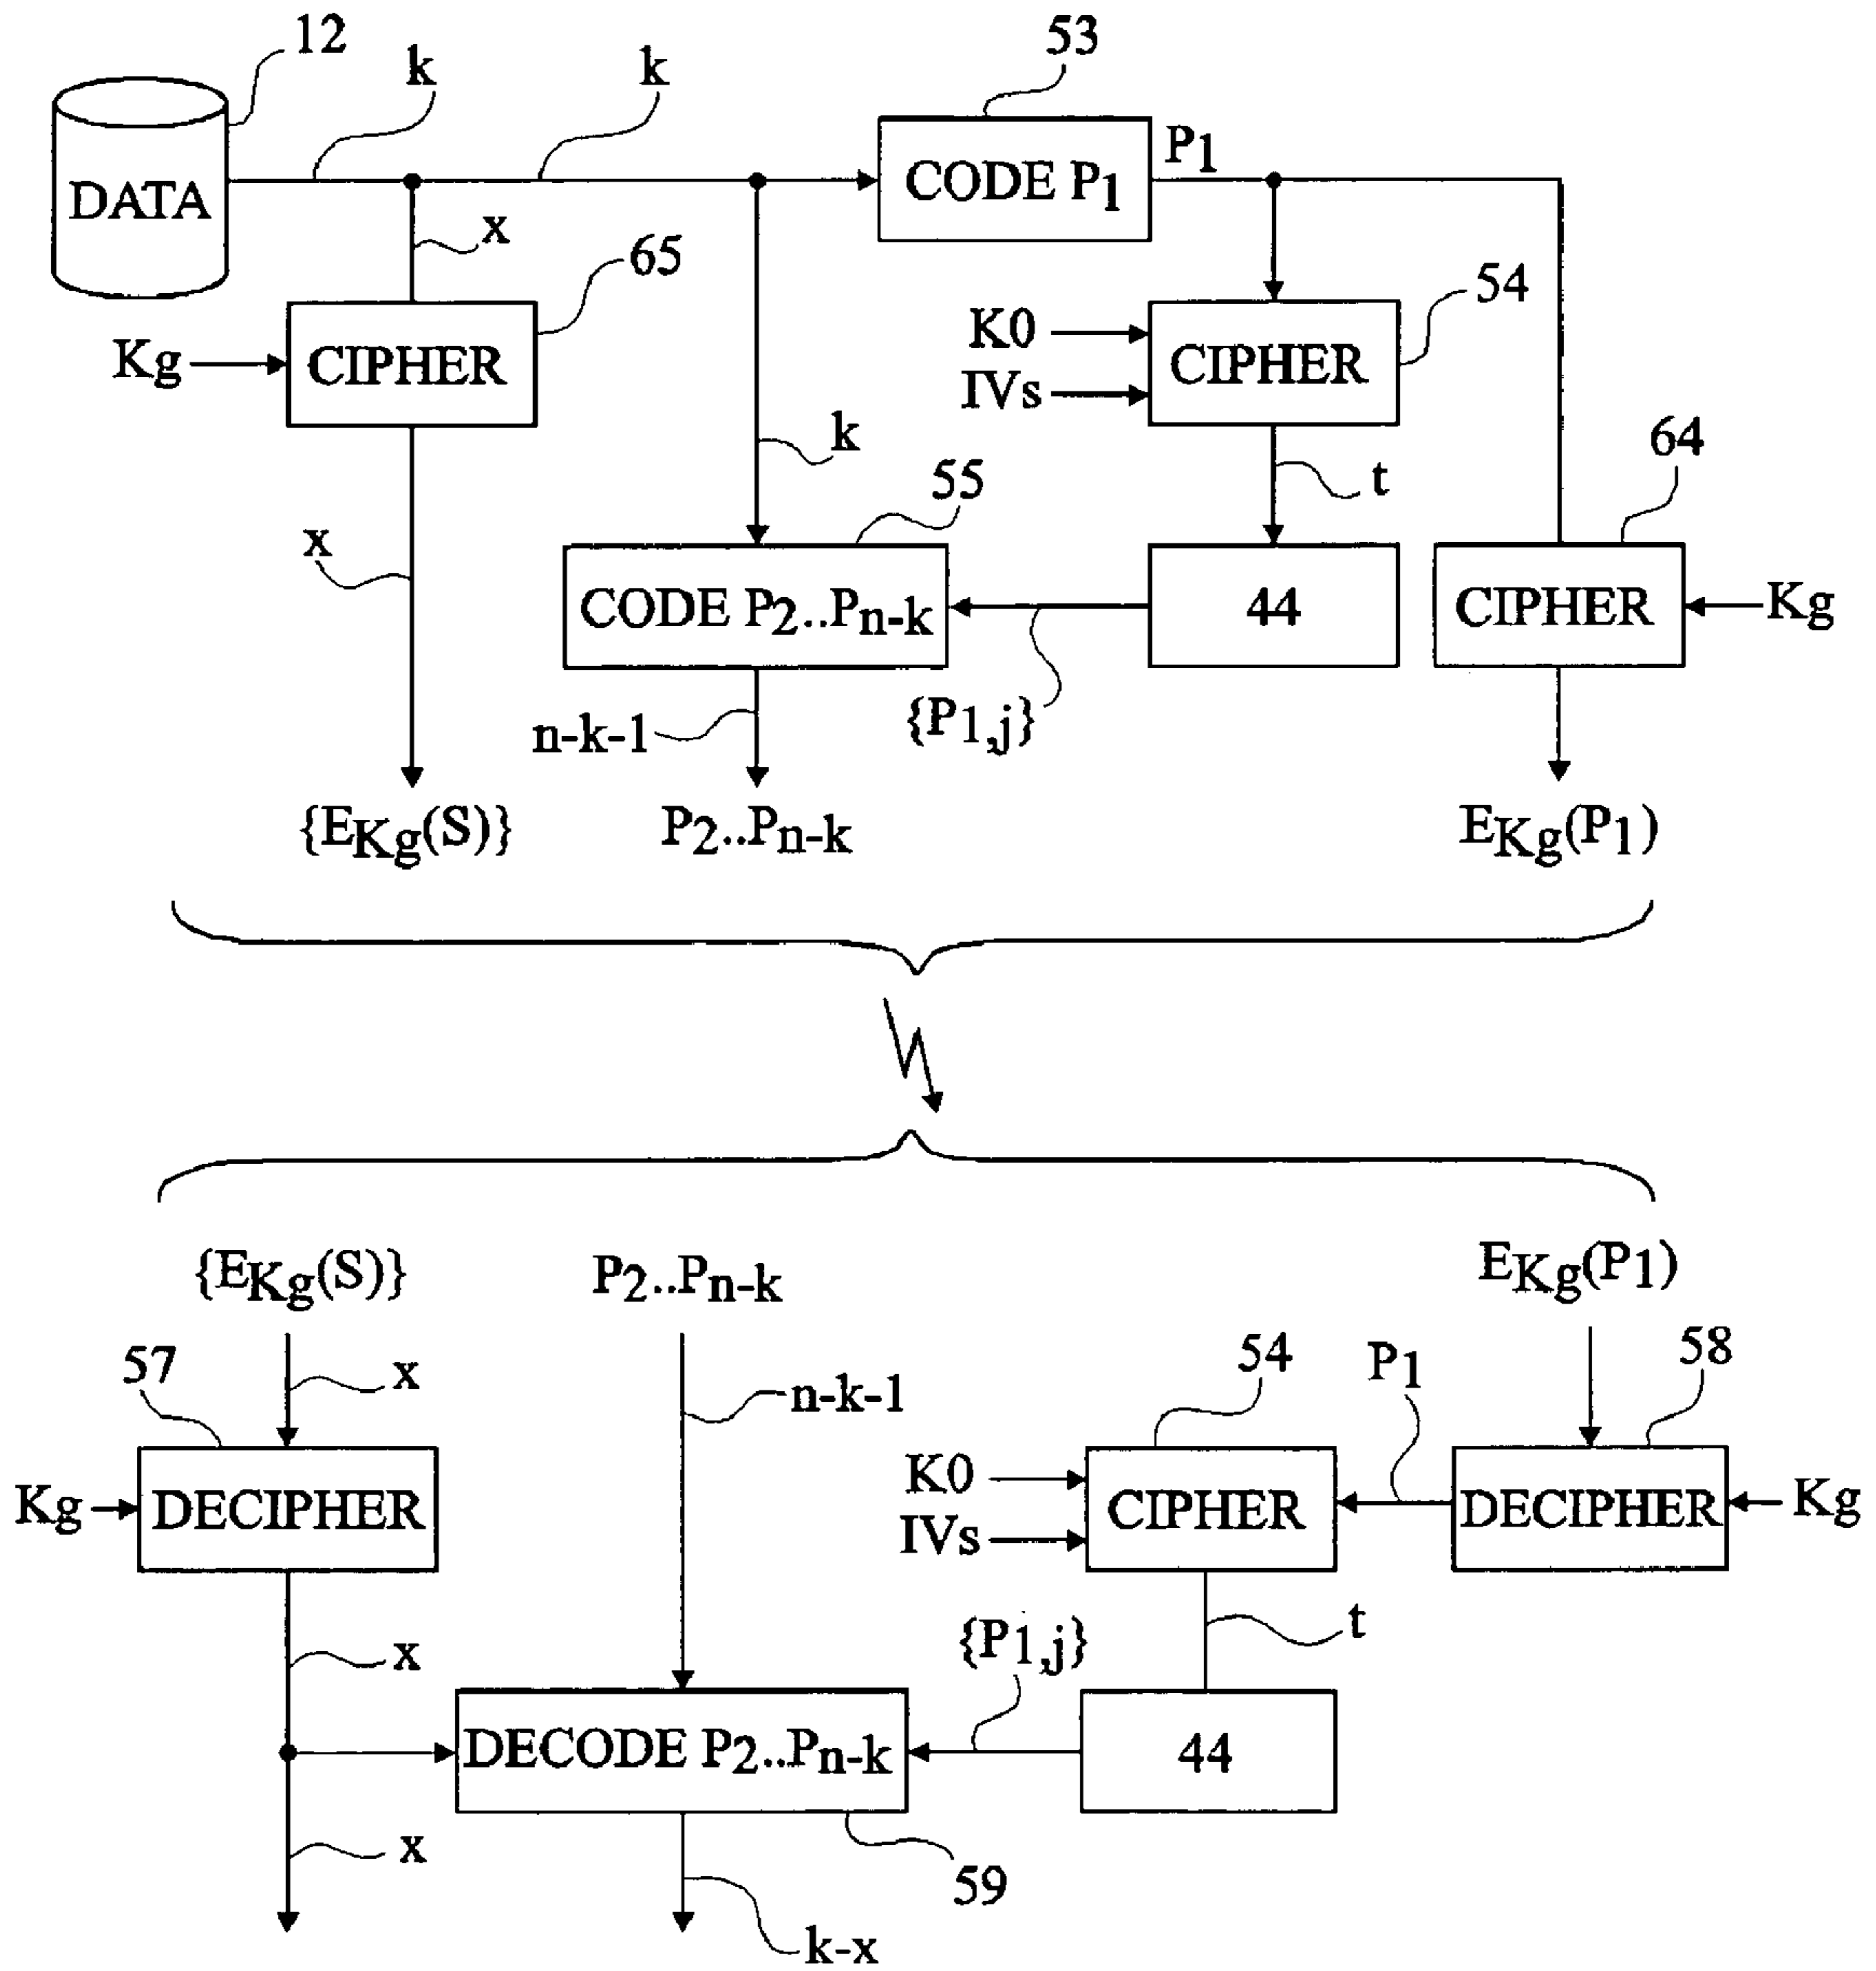 12
k
k
53
DATA
CODE P1
P1
x
65
54
Kg
CIPHER
K0
IVs
CIPHER
x
k
t
64
55
CODE P2..Pn-k
44
CIPHER
Kg
n-k-1
{P1,j}
{EKg(S)}
P2..Pn-k
EKg(P1)
{EKg(S)}
P2..Pn-k
EKg(P1)
57
x
n-k-1
54
P1
58
Kg
DECIPHER
K0
IVs
CIPHER
DECIPHER
Kg
x
{P1,j}
t
DECODE P2..Pn-k
44
x
59
k-x